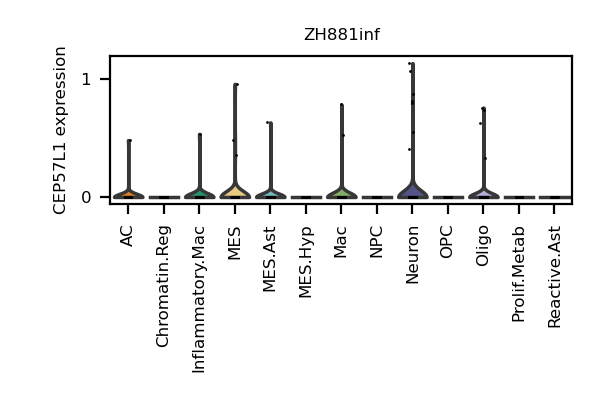 ZH881inf
CEP57L1 expression
1
0
AC
Chromatin.Reg
Inflammatory.Mac
MES
MES.Ast
MES.Hyp
Mac
NPC
Neuron
OPC
Oligo
Prolif.Metab
Reactive.Ast